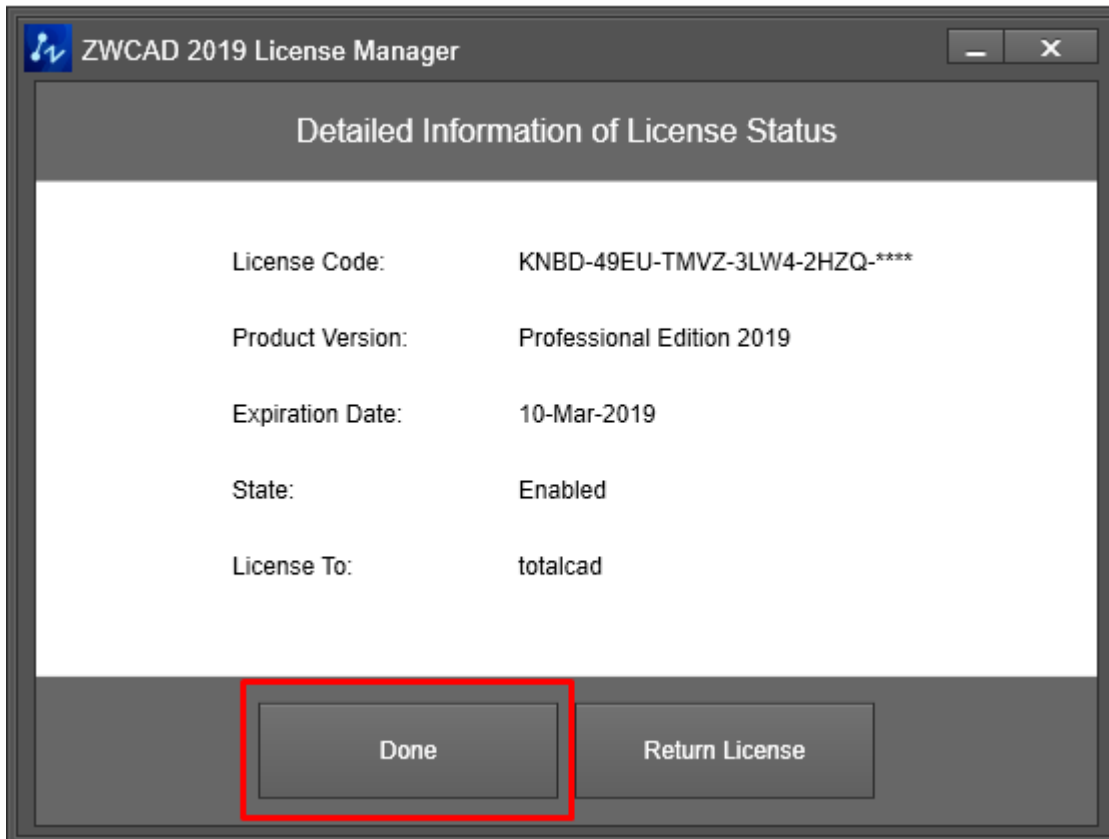 ZWCAD 2019 License Manager
Detailed Information of License Status
License Code: KNBD-49EU-TMVZ-3LW4-2HZQ-****
Product Version: Professional Edition 2019
Expiration Date: 10-Mar-2019
State: Enabled
License To: totalcad
Done Return License